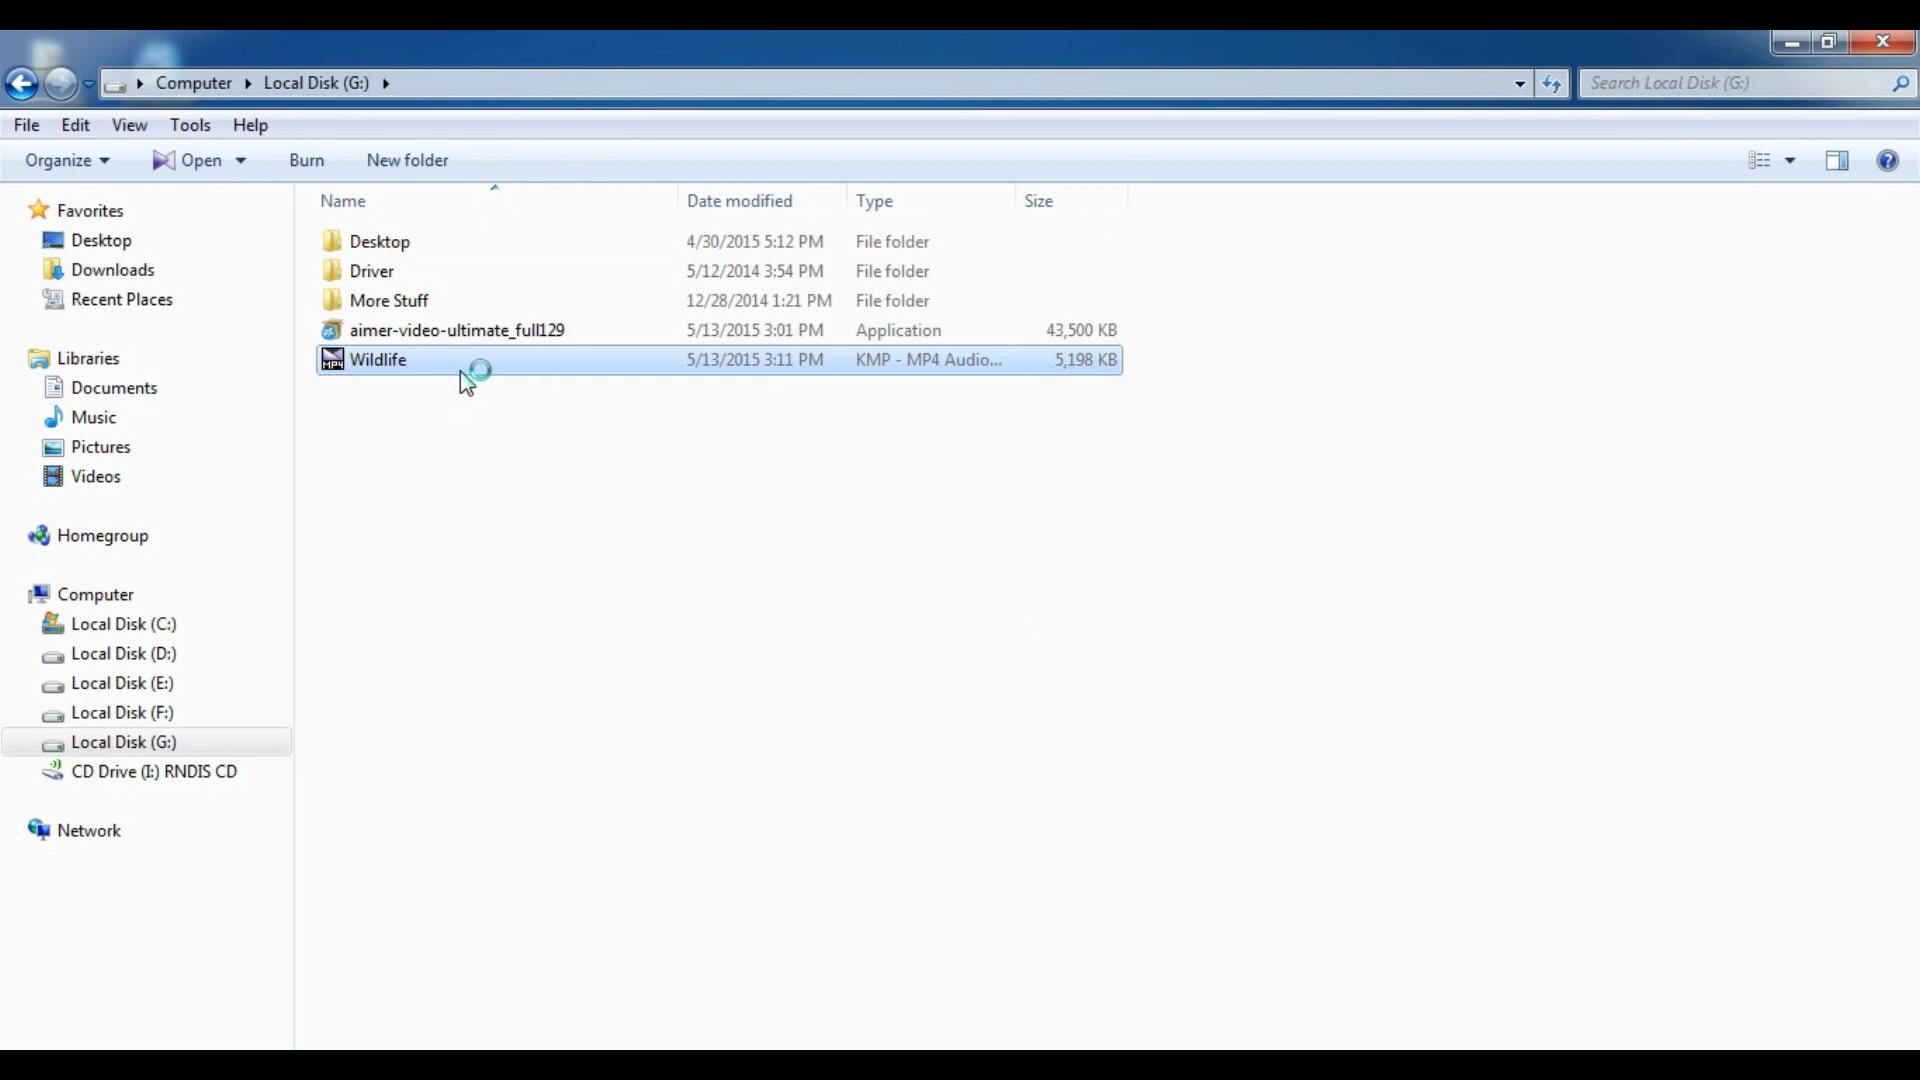 Computer Local Disk (G:)
Search Local Disk (G:)
File Edit View Tools Help
Organize Open Burn New folder
Favorites
Desktop
Downloads
Recent Places
Libraries
Documents
Music
Pictures
Videos
Homegroup
Computer
Local Disk (C:)
Local Disk (D:)
Local Disk (E:)
Local Disk (F:)
Local Disk (G:)
CD Drive (I:) RNDIS CD
Network
Name Date modified Type Size
Desktop 4/30/2015 5:12 PM File folder
Driver 5/12/2014 3:54 PM File folder
More Stuff 12/28/2014 1:21 PM File folder
aimer-video-ultimate_full129 5/13/2015 3:01 PM Application 43,500 KB
MP4 Wildlife 5/13/2015 3:11 PM KMP - MP4 Audio... 5,198 KB